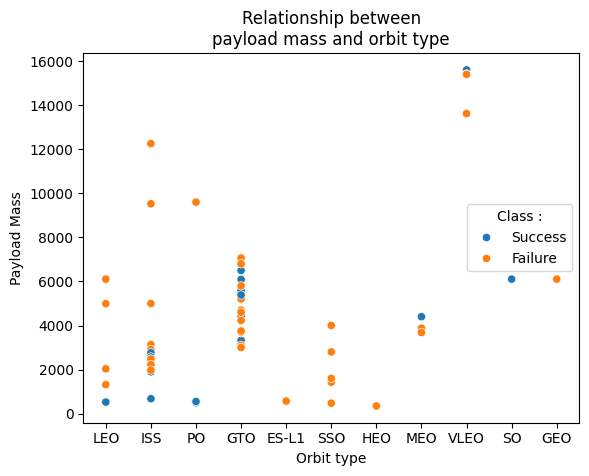 Relationship between
payload mass and orbit type
16000
14000
12000
10000
8000
6000
4000
2000
0
Payload Mass
Class :
Success
Failure
LEO ISS PO GTO ES-L1 SSO HEO MEO VLEO SO GEO
Orbit type